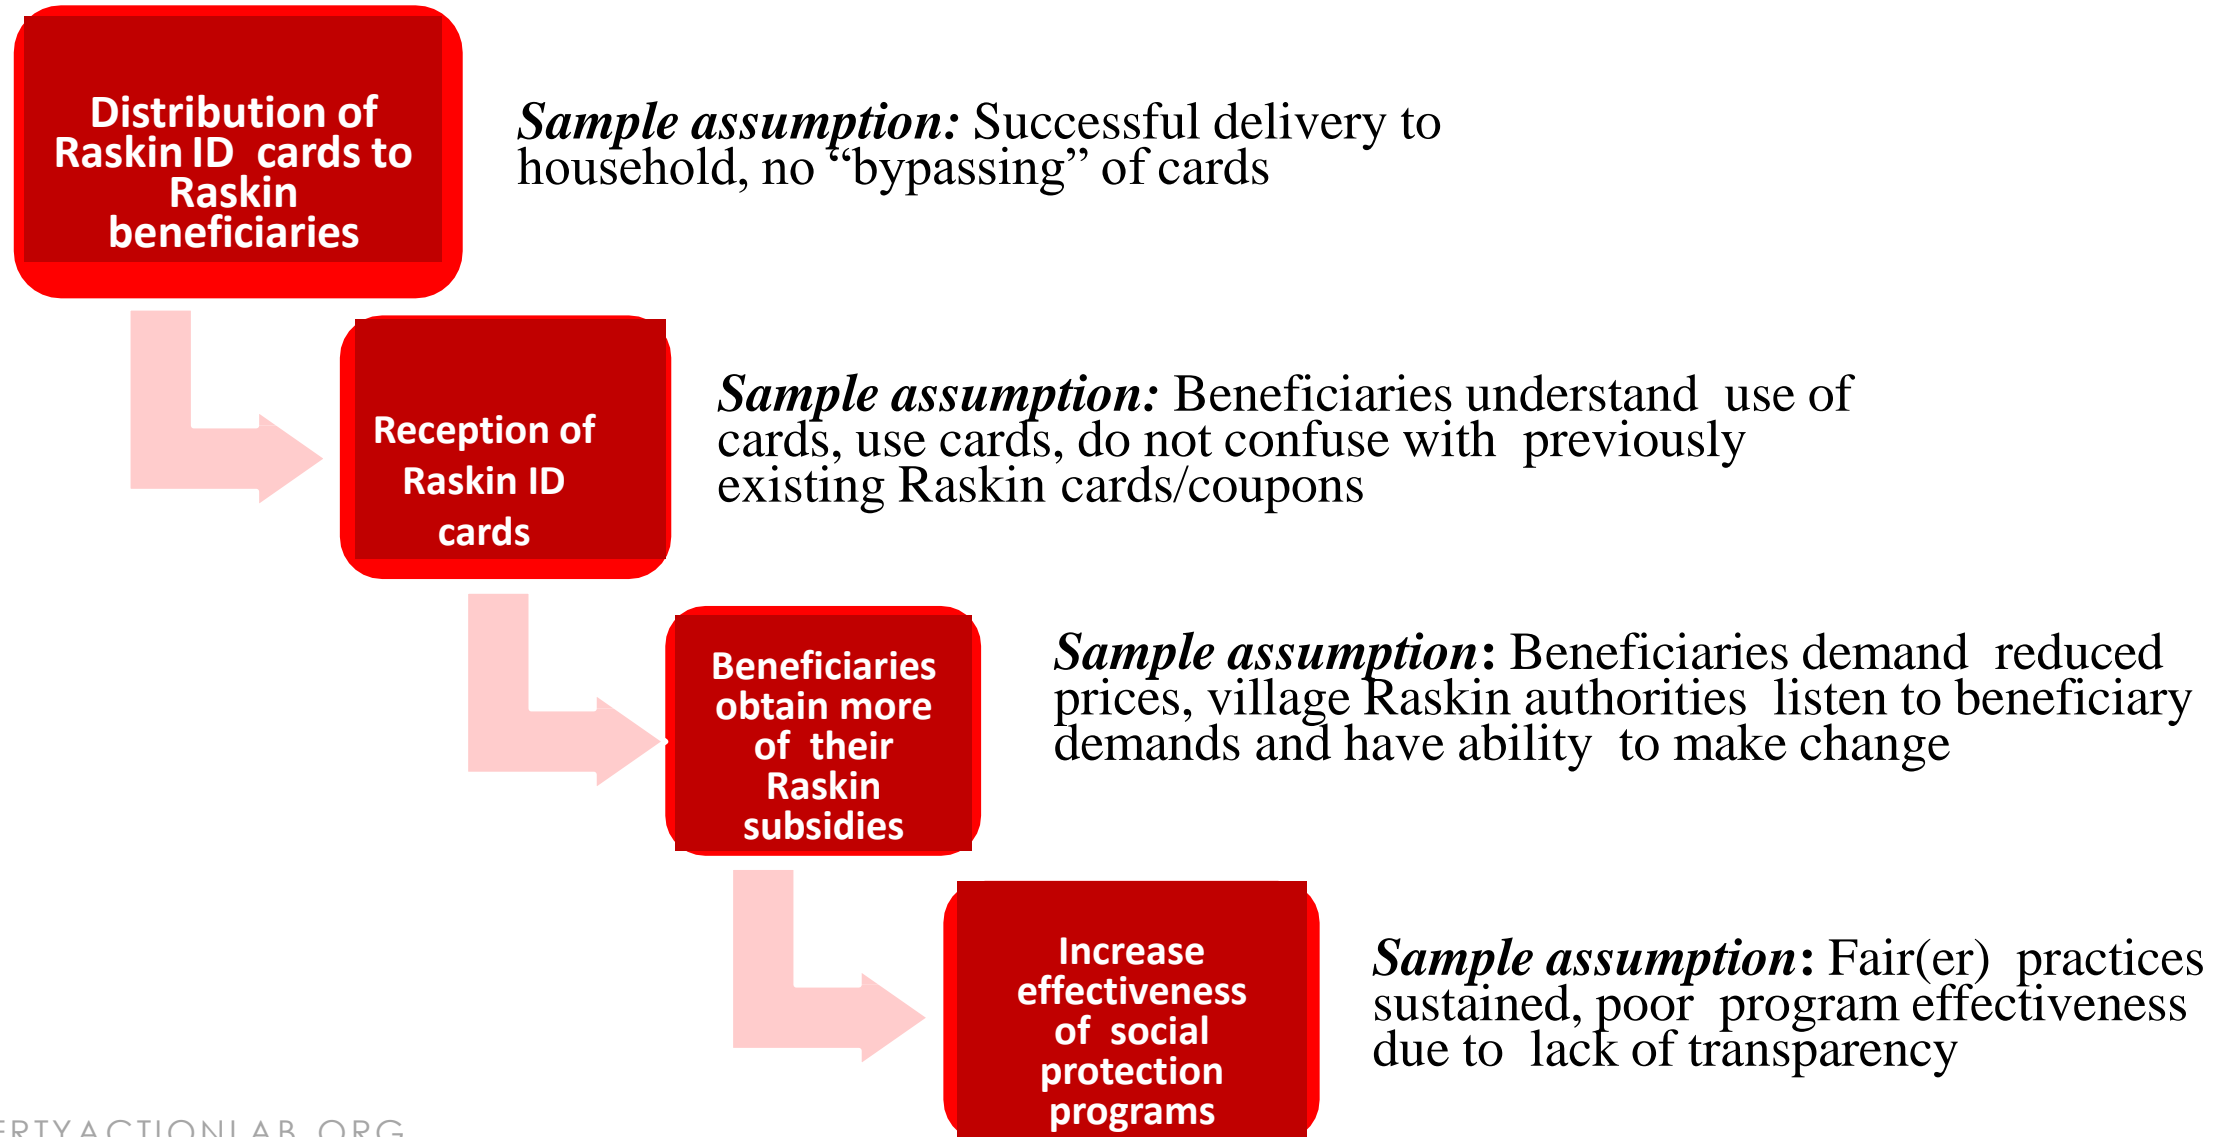 Distribution of
Raskin ID cards to
Raskin
beneficiaries
Sample assumption: Successful delivery to
household, no “bypassing” of cards
Reception of
Raskin ID
cards
Sample assumption: Beneficiaries understand use of
cards, use cards, do not confuse with previously
existing Raskin cards/coupons
Beneficiaries
obtain more
of their
Raskin
subsidies
Sample assumption: Beneficiaries demand reduced
prices, village Raskin authorities listen to beneficiary
demands and have ability to make change
Increase
effectiveness
of social
protection
programs
Sample assumption: Fair(er) practices
sustained, poor program effectiveness
due to lack of transparency
ERTYACTIONLAB.ORG